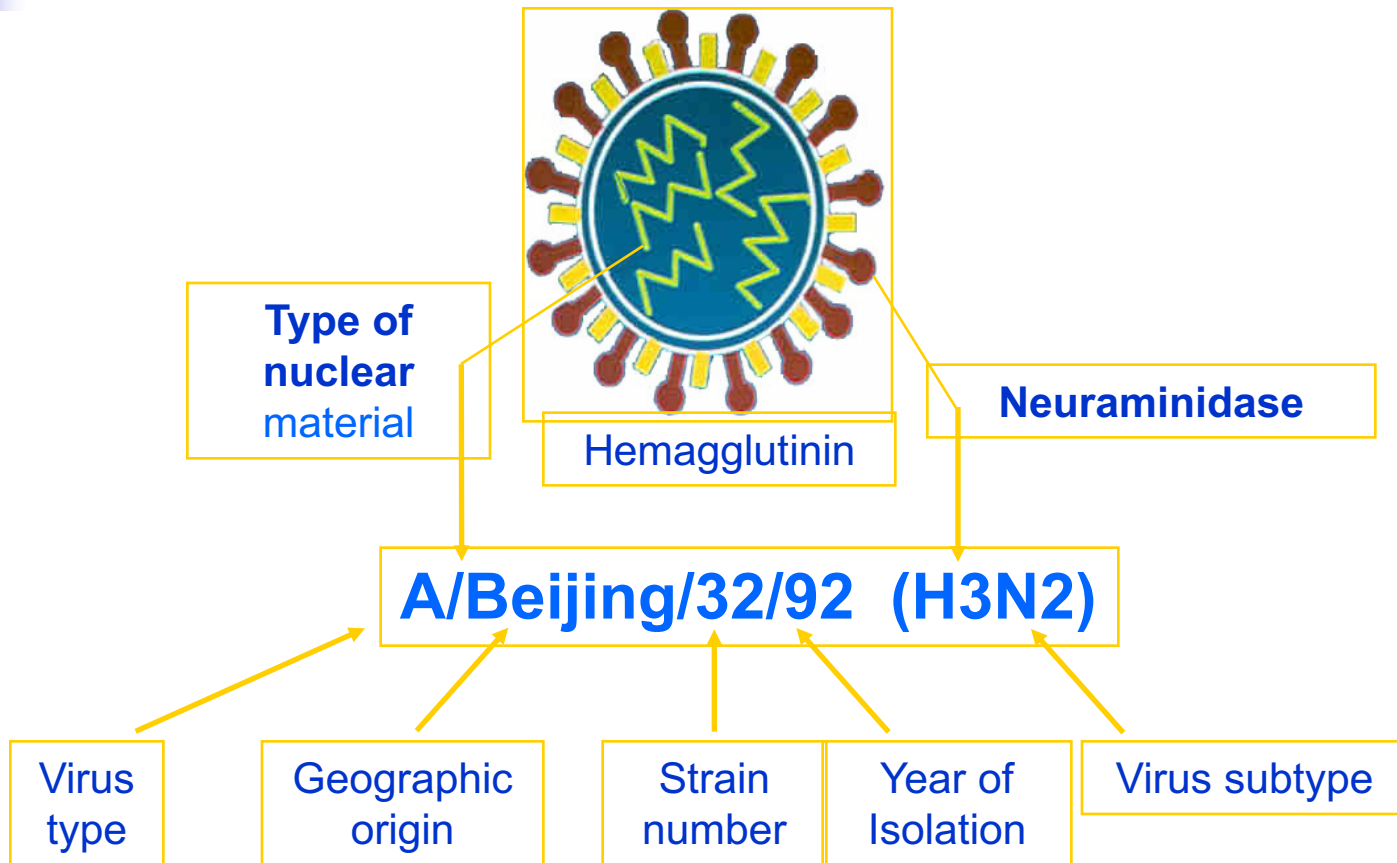 Type of
nuclear
material
Hemagglutinin
Neuraminidase
A/Beijing/32/92 (H3N2)
Virus
type
Geographic
origin
Strain
number
Year of
Isolation
Virus subtype